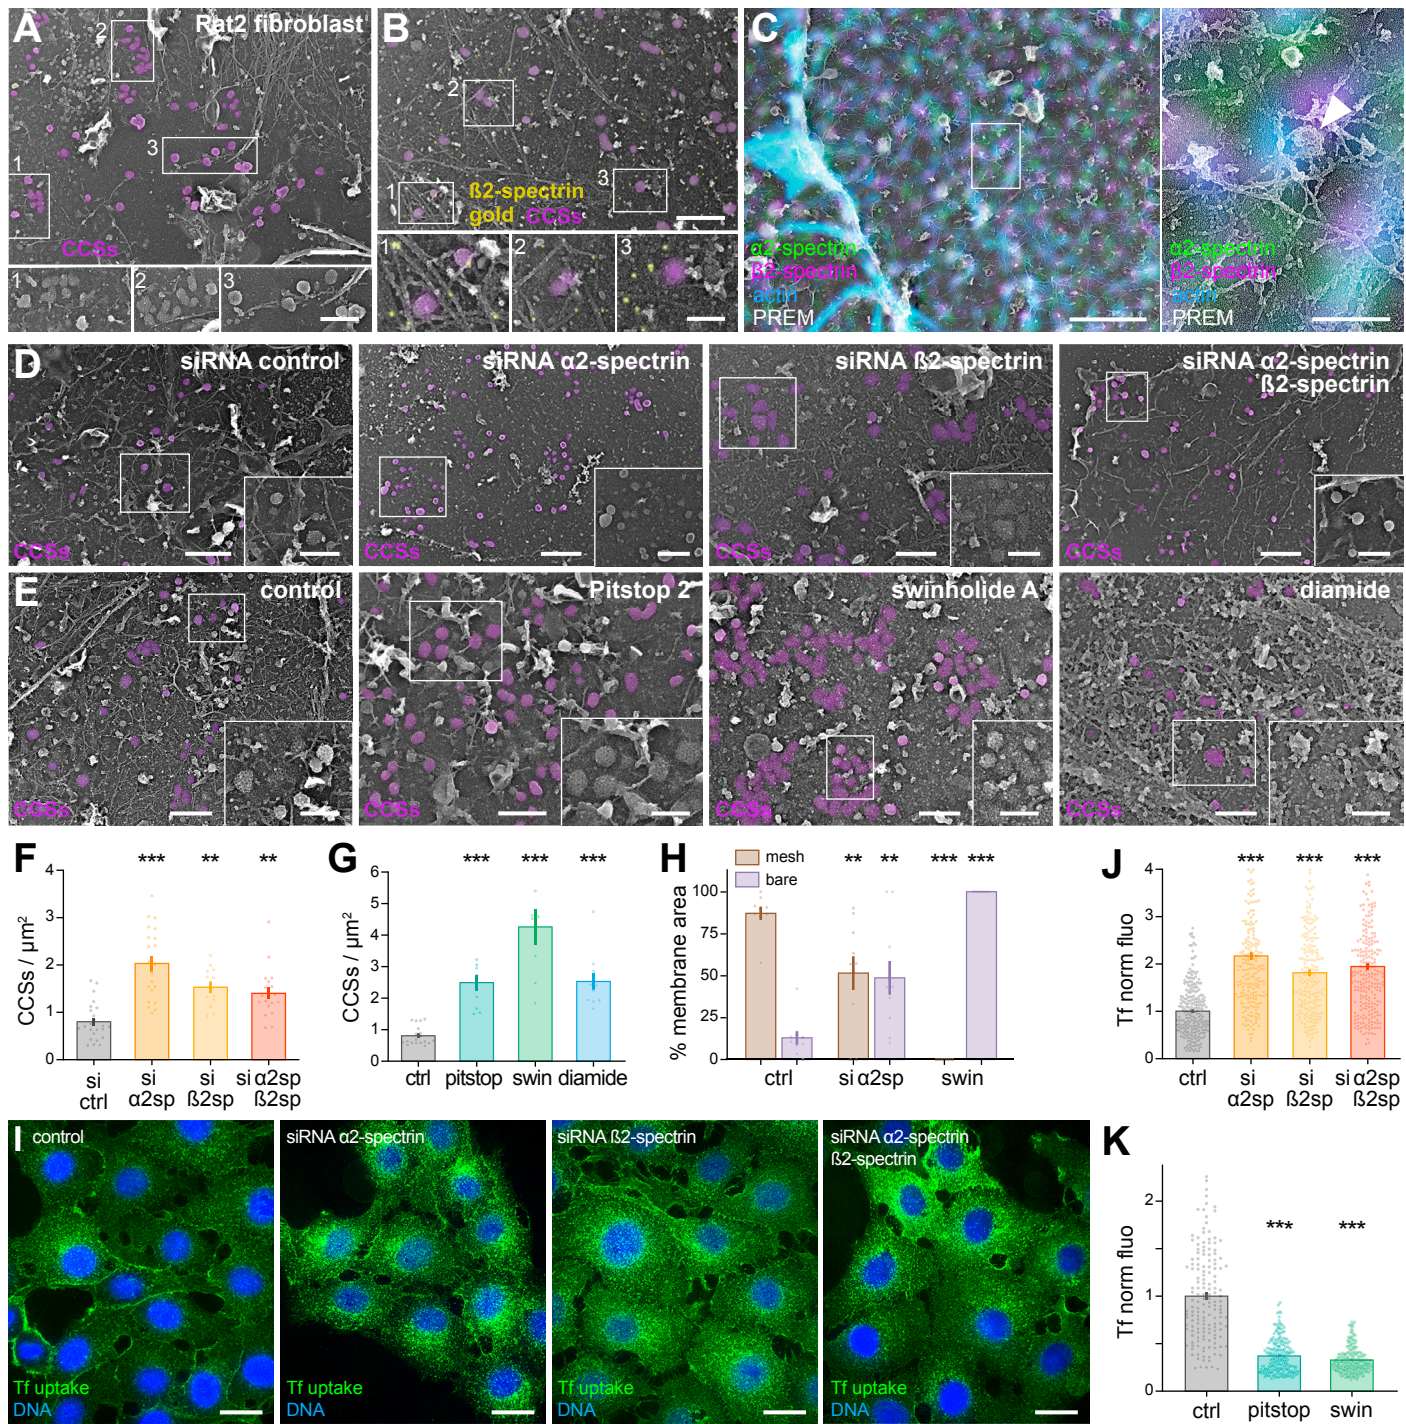 A
Rat2 fibroblast
2
3
1
CCSs
1
2
3
B
2
1
3
ß2-spectrin
gold CCSs
1
2
3
C
α2-spectrin
ß2-spectrin
actin
PREM
α2-spectrin
ß2-spectrin
actin
PREM
D
siRNA control
CCSs
siRNA α2-spectrin
CCSs
siRNA ß2-spectrin
CCSs
siRNA α2-spectrin
ß2-spectrin
CCSs
E
control
CCSs
Pitstop 2
CCSs
swinholide A
CCSs
diamide
CCSs
F
*** ** **
CCSs / µm²
4
3
2
1
0
si ctrl
si α2sp
si ß2sp
si α2sp ß2sp
G
*** *** ***
CCSs / µm²
6
5
4
3
2
1
0
ctrl pitstop swin diamide
H
mesh
bare
** ** *** ***
% membrane area
100
75
50
25
0
ctrl si α2sp swin
J
*** *** ***
Tf norm fluo
4
3
2
1
0
ctrl
si α2sp
si ß2sp
si α2sp ß2sp
I
control
Tf uptake
DNA
siRNA α2-spectrin
Tf uptake
DNA
siRNA ß2-spectrin
Tf uptake
DNA
siRNA α2-spectrin
ß2-spectrin
Tf uptake
DNA
K
*** ***
Tf norm fluo
2
1
0
ctrl pitstop swin